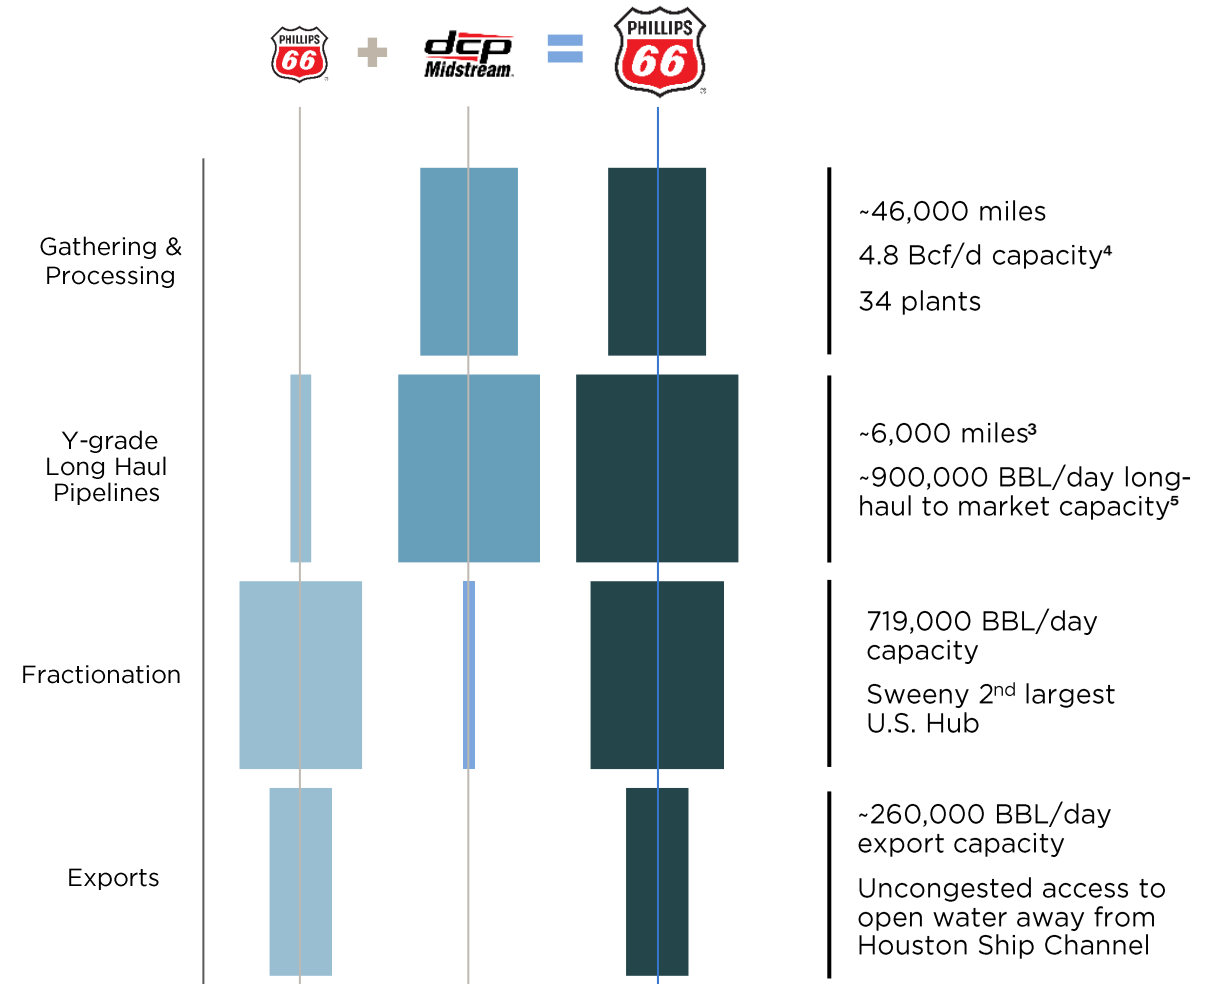 PHILLIPS
66
®
+
dcp
Midstream.
=
PHILLIPS
66
®
Gathering &
Processing
~46,000 miles
4.8 Bcf/d capacity⁴
34 plants
Y-grade
Long Haul
Pipelines
~6,000 miles³
~900,000 BBL/day long-
haul to market capacity⁵
Fractionation
719,000 BBL/day
capacity
Sweeny 2ⁿᵈ largest
U.S. Hub
Exports
~260,000 BBL/day
export capacity
Uncongested access to
open water away from
Houston Ship Channel